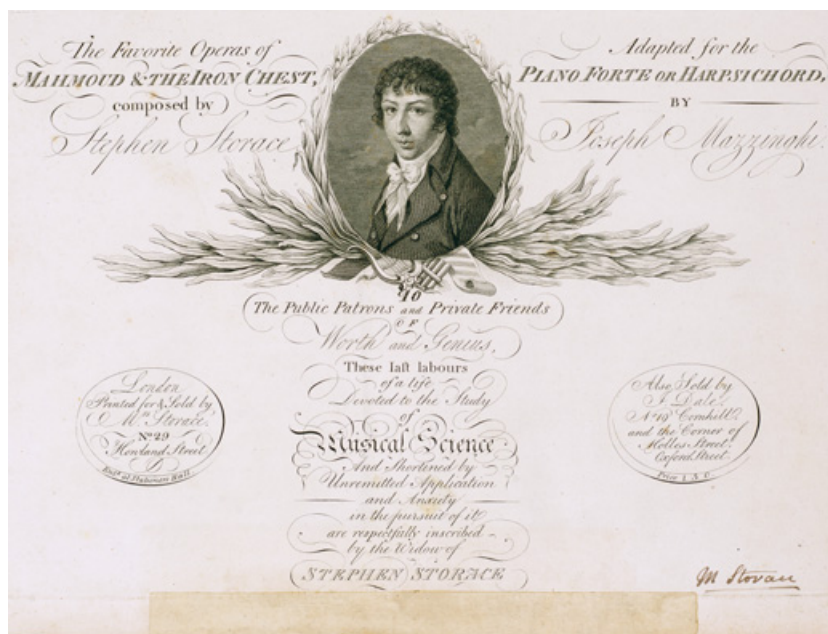 The Favorite Operas of
MAHMOUD & THE IRON CHEST,
composed by
Stephen Storace
Adapted for the
PIANO FORTE OR HARPSICHORD,
BY
Joseph Mazzinghi.
TO
The Public Patrons and Private Friends
OF
Worth and Genius,
These last labours
of a life
Devoted to the Study
of
Musical Science
And Shortened by
Unremitted Application
and Anxiety
in the pursuit of it
are respectfully inscribed
by the Widow of
STEPHEN STORACE
London
Printed for & Sold by
Mrs. Storace,
No. 29
Howland Street
Entd. at Stationers Hall
Also Sold by
J. Dale,
No. 19 Cornhill
and the Corner of
Holles Street
Oxford Street.
Price
M Storace